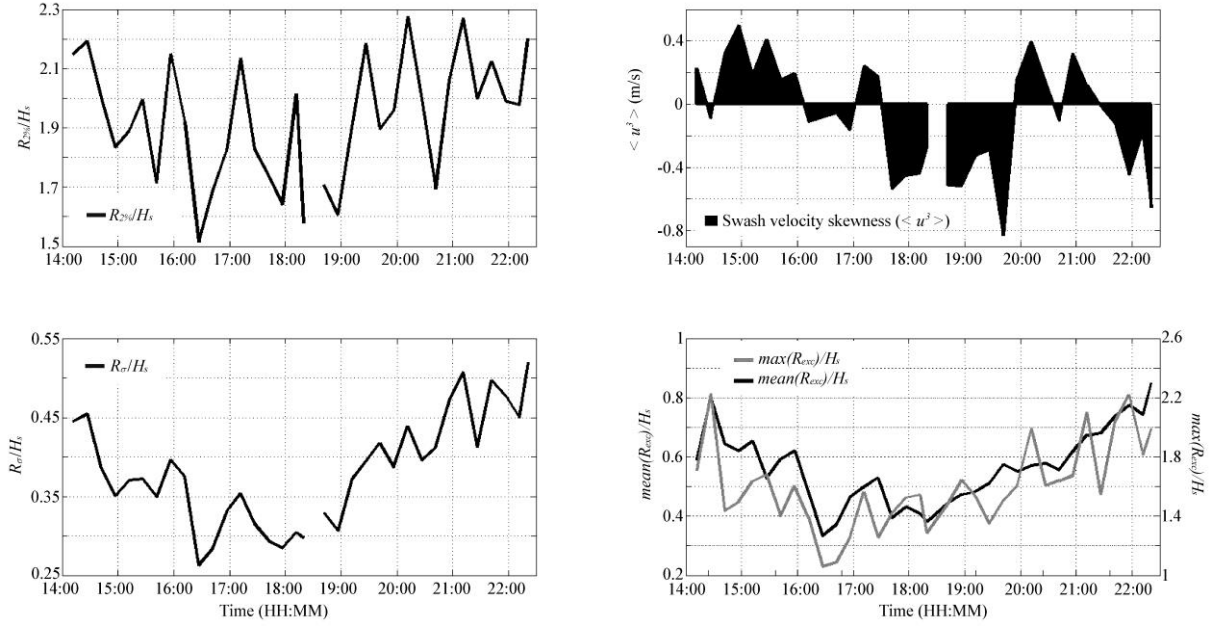 2.3
2.1
1.9
1.7
1.5
R2%/Hs
R2%/Hs
14:00 15:00 16:00 17:00 18:00 19:00 20:00 21:00 22:00
0.4
0
-0.4
-0.8
< u³ > (m/s)
Swash velocity skewness (< u³ >)
14:00 15:00 16:00 17:00 18:00 19:00 20:00 21:00 22:00
0.55
0.45
0.35
0.25
Rσ/Hs
Rσ/Hs
14:00 15:00 16:00 17:00 18:00 19:00 20:00 21:00 22:00
Time (HH:MM)
1
0.8
0.6
0.4
0.2
mean(Rexc)/Hs
max(Rexc)/Hs
mean(Rexc)/Hs
2.6
2.2
1.8
1.4
1
max(Rexc)/Hs
14:00 15:00 16:00 17:00 18:00 19:00 20:00 21:00 22:00
Time (HH:MM)